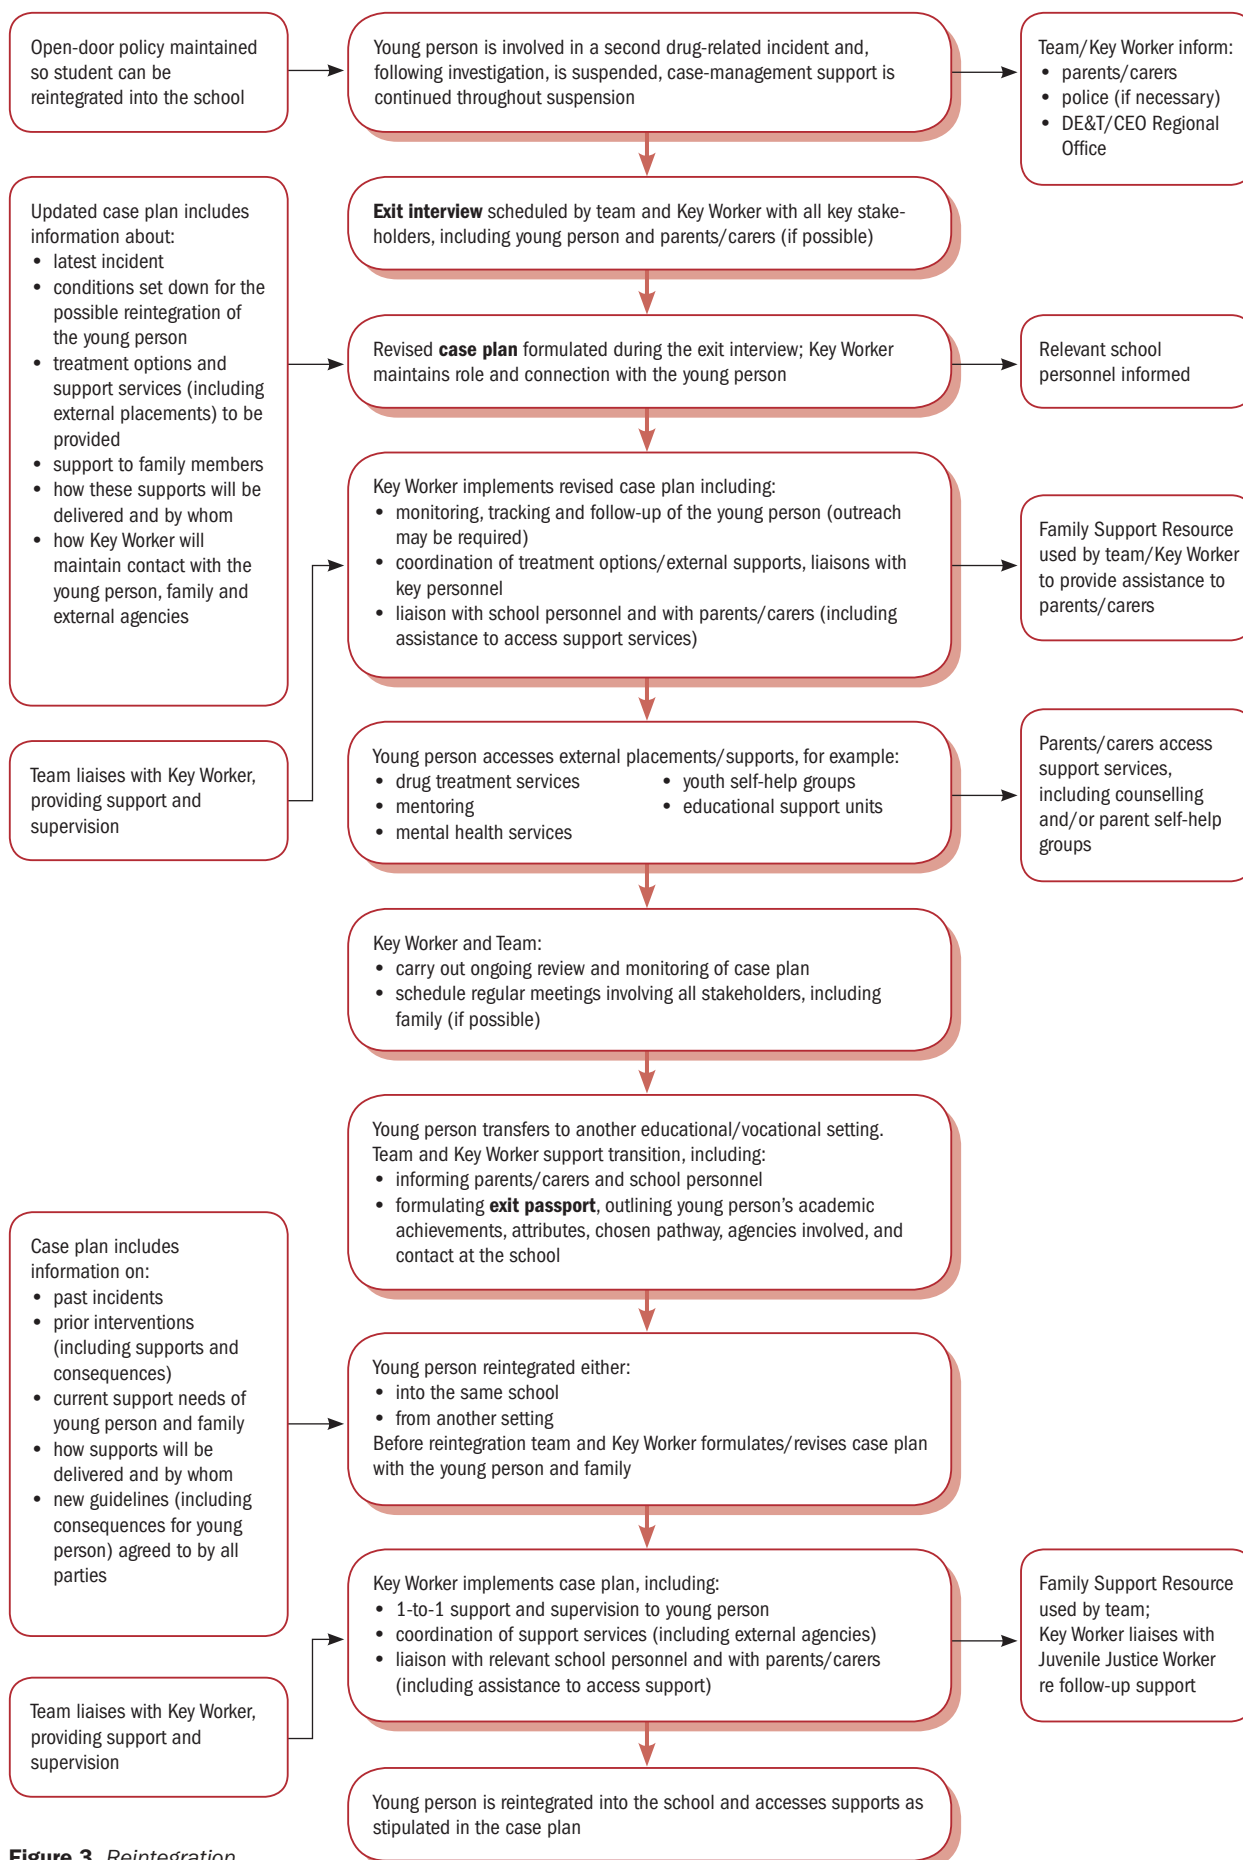 Open-door policy maintained
so student can be
reintegrated into the school
Young person is involved in a second drug-related incident and,
following investigation, is suspended, case-management support is
continued throughout suspension
Team/Key Worker inform:
• parents/carers
• police (if necessary)
• DE&T/CEO Regional
Office
Updated case plan includes
information about:
• latest incident
• conditions set down for the
possible reintegration of
the young person
• treatment options and
support services (including
external placements) to be
provided
• support to family members
• how these supports will be
delivered and by whom
• how Key Worker will
maintain contact with the
young person, family and
external agencies
Exit interview scheduled by team and Key Worker with all key stake-
holders, including young person and parents/carers (if possible)
Revised case plan formulated during the exit interview; Key Worker
maintains role and connection with the young person
Relevant school
personnel informed
Key Worker implements revised case plan including:
• monitoring, tracking and follow-up of the young person (outreach
may be required)
• coordination of treatment options/external supports, liaisons with
key personnel
• liaison with school personnel and with parents/carers (including
assistance to access support services)
Family Support Resource
used by team/Key Worker
to provide assistance to
parents/carers
Team liaises with Key Worker,
providing support and
supervision
Young person accesses external placements/supports, for example:
• drug treatment services
• mentoring
• mental health services
• youth self-help groups
• educational support units
Parents/carers access
support services,
including counselling
and/or parent self-help
groups
Key Worker and Team:
• carry out ongoing review and monitoring of case plan
• schedule regular meetings involving all stakeholders, including
family (if possible)
Young person transfers to another educational/vocational setting.
Team and Key Worker support transition, including:
• informing parents/carers and school personnel
• formulating exit passport, outlining young person's academic
achievements, attributes, chosen pathway, agencies involved, and
contact at the school
Case plan includes
information on:
• past incidents
• prior interventions
(including supports and
consequences)
• current support needs of
young person and family
• how supports will be
delivered and by whom
• new guidelines (including
consequences for young
person) agreed to by all
parties
Young person reintegrated either:
• into the same school
• from another setting
Before reintegration team and Key Worker formulates/revises case plan
with the young person and family
Key Worker implements case plan, including:
• 1-to-1 support and supervision to young person
• coordination of support services (including external agencies)
• liaison with relevant school personnel and with parents/carers
(including assistance to access support)
Family Support Resource
used by team;
Key Worker liaises with
Juvenile Justice Worker
re follow-up support
Team liaises with Key Worker,
providing support and
supervision
Young person is reintegrated into the school and accesses supports as
stipulated in the case plan
Figure 3 Reintegration